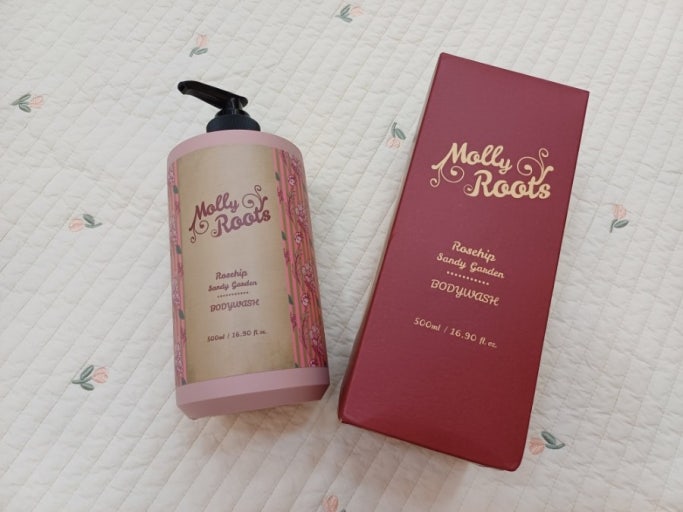 Molly
Roots
Rosehip
Sandy Garden
BODYWASH
500ml / 16.90 fl. oz.
Molly
Roots
Rosehip
Sandy Garden
BODYWASH
500ml / 16.90 fl. oz.